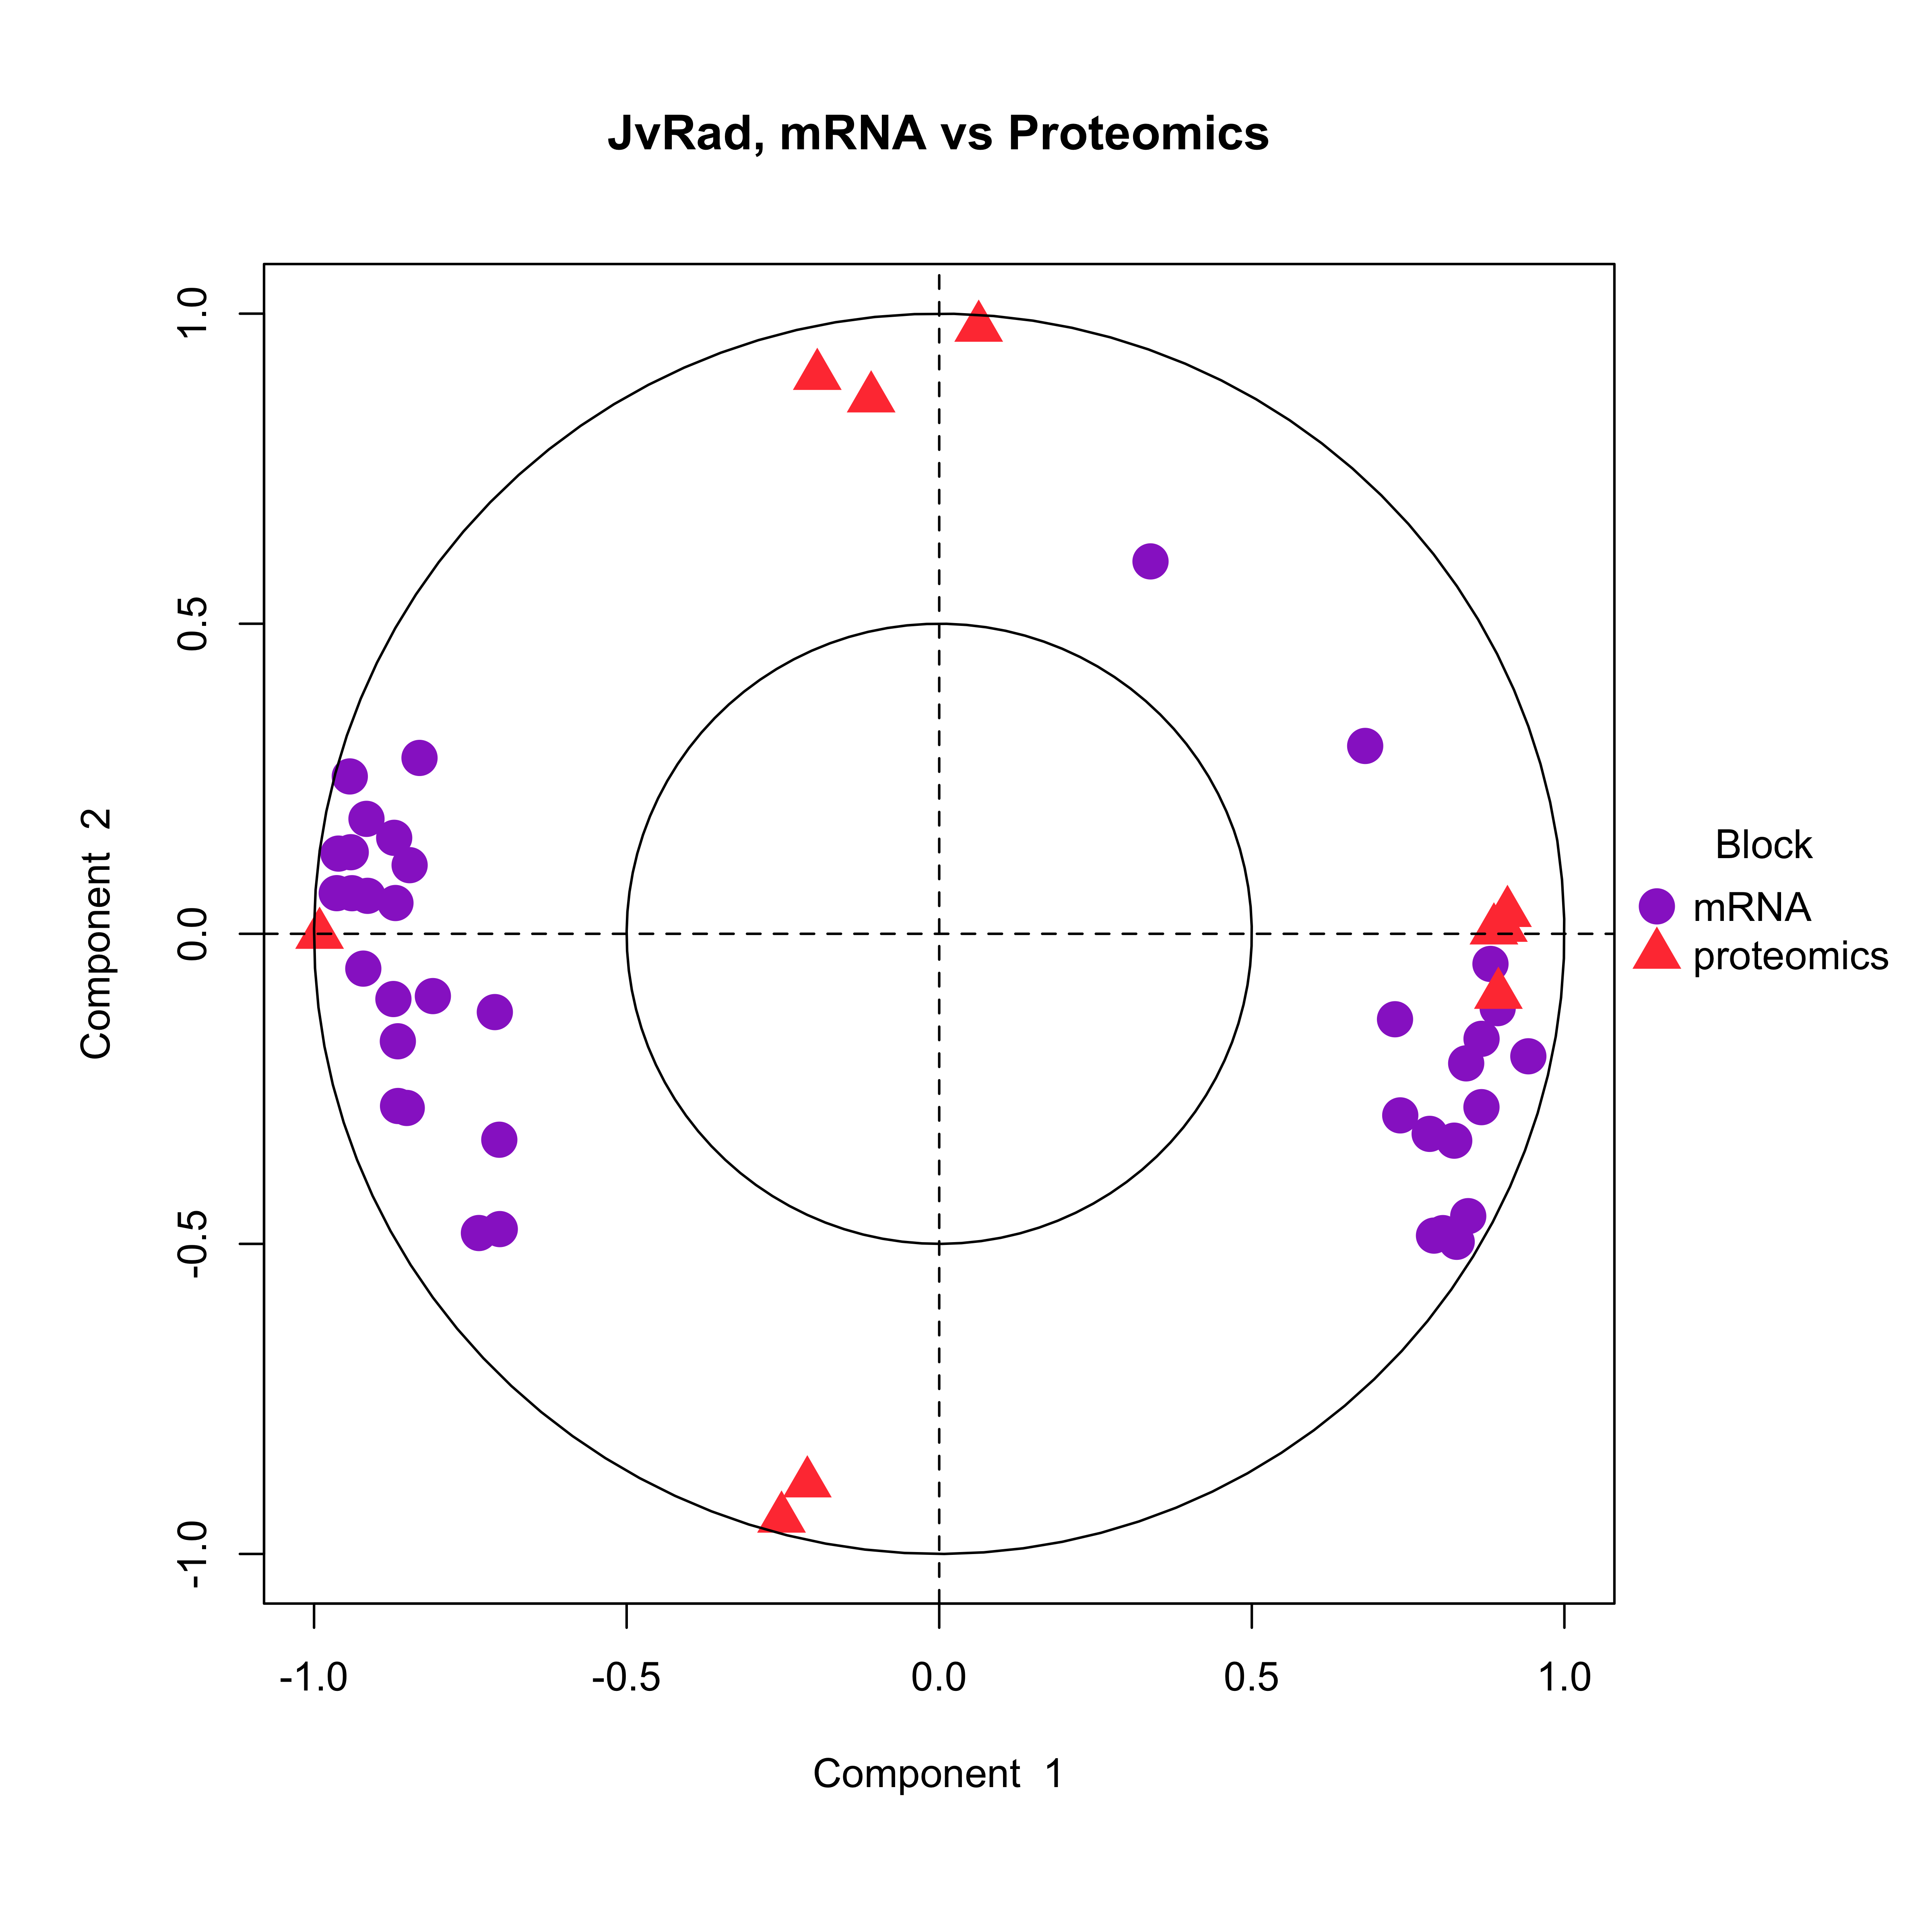 JvRad, mRNA vs Proteomics
Component 2
1.0
0.5
0.0
-0.5
-1.0
Block
mRNA
proteomics
-1.0 -0.5 0.0 0.5 1.0
Component 1